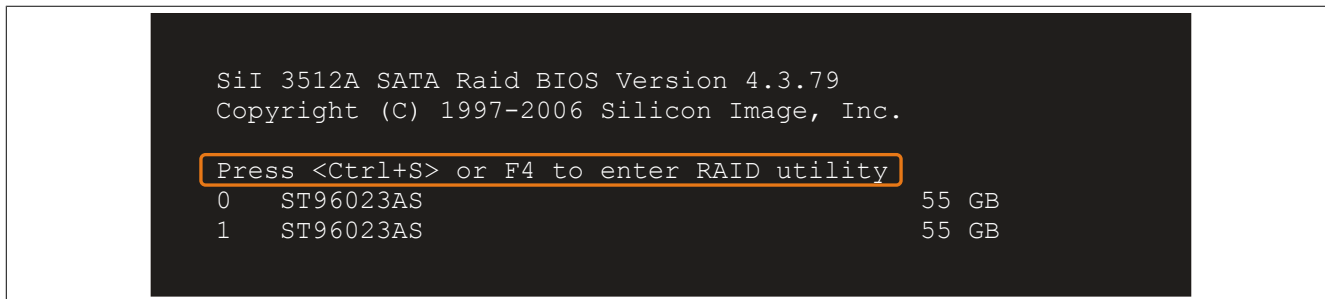 SiI 3512A SATA Raid BIOS Version 4.3.79
Copyright (C) 1997-2006 Silicon Image, Inc.
Press <Ctrl+S> or F4 to enter RAID utility
0 ST96023AS 55 GB
1 ST96023AS 55 GB